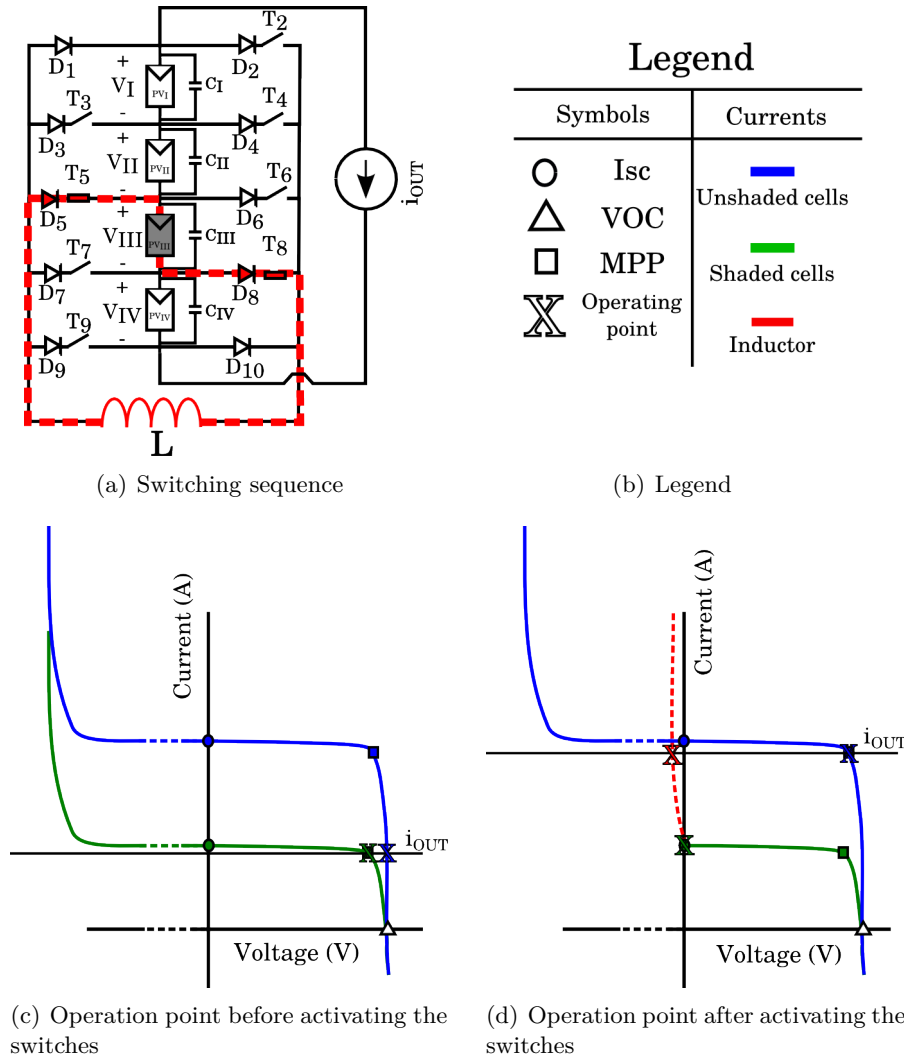 T2
D1
D2
+
VI
PVI
CI
-
T3
T4
+
D3
D4
VII
PVII
CII
-
T5
T6
+
D5
D6
VIII
PVIII
CIII
-
T7
T8
+
D7
D8
VIV
PVIV
CIV
-
T9
D9
D10
L
iOUT
(a) Switching sequence
Legend
Symbols
Currents
Isc
Unshaded cells
VOC
MPP
Shaded cells
Operating
point
Inductor
(b) Legend
Current (A)
iOUT
Voltage (V)
(c) Operation point before activating the
switches
Current (A)
iOUT
Voltage (V)
(d) Operation point after activating the
switches